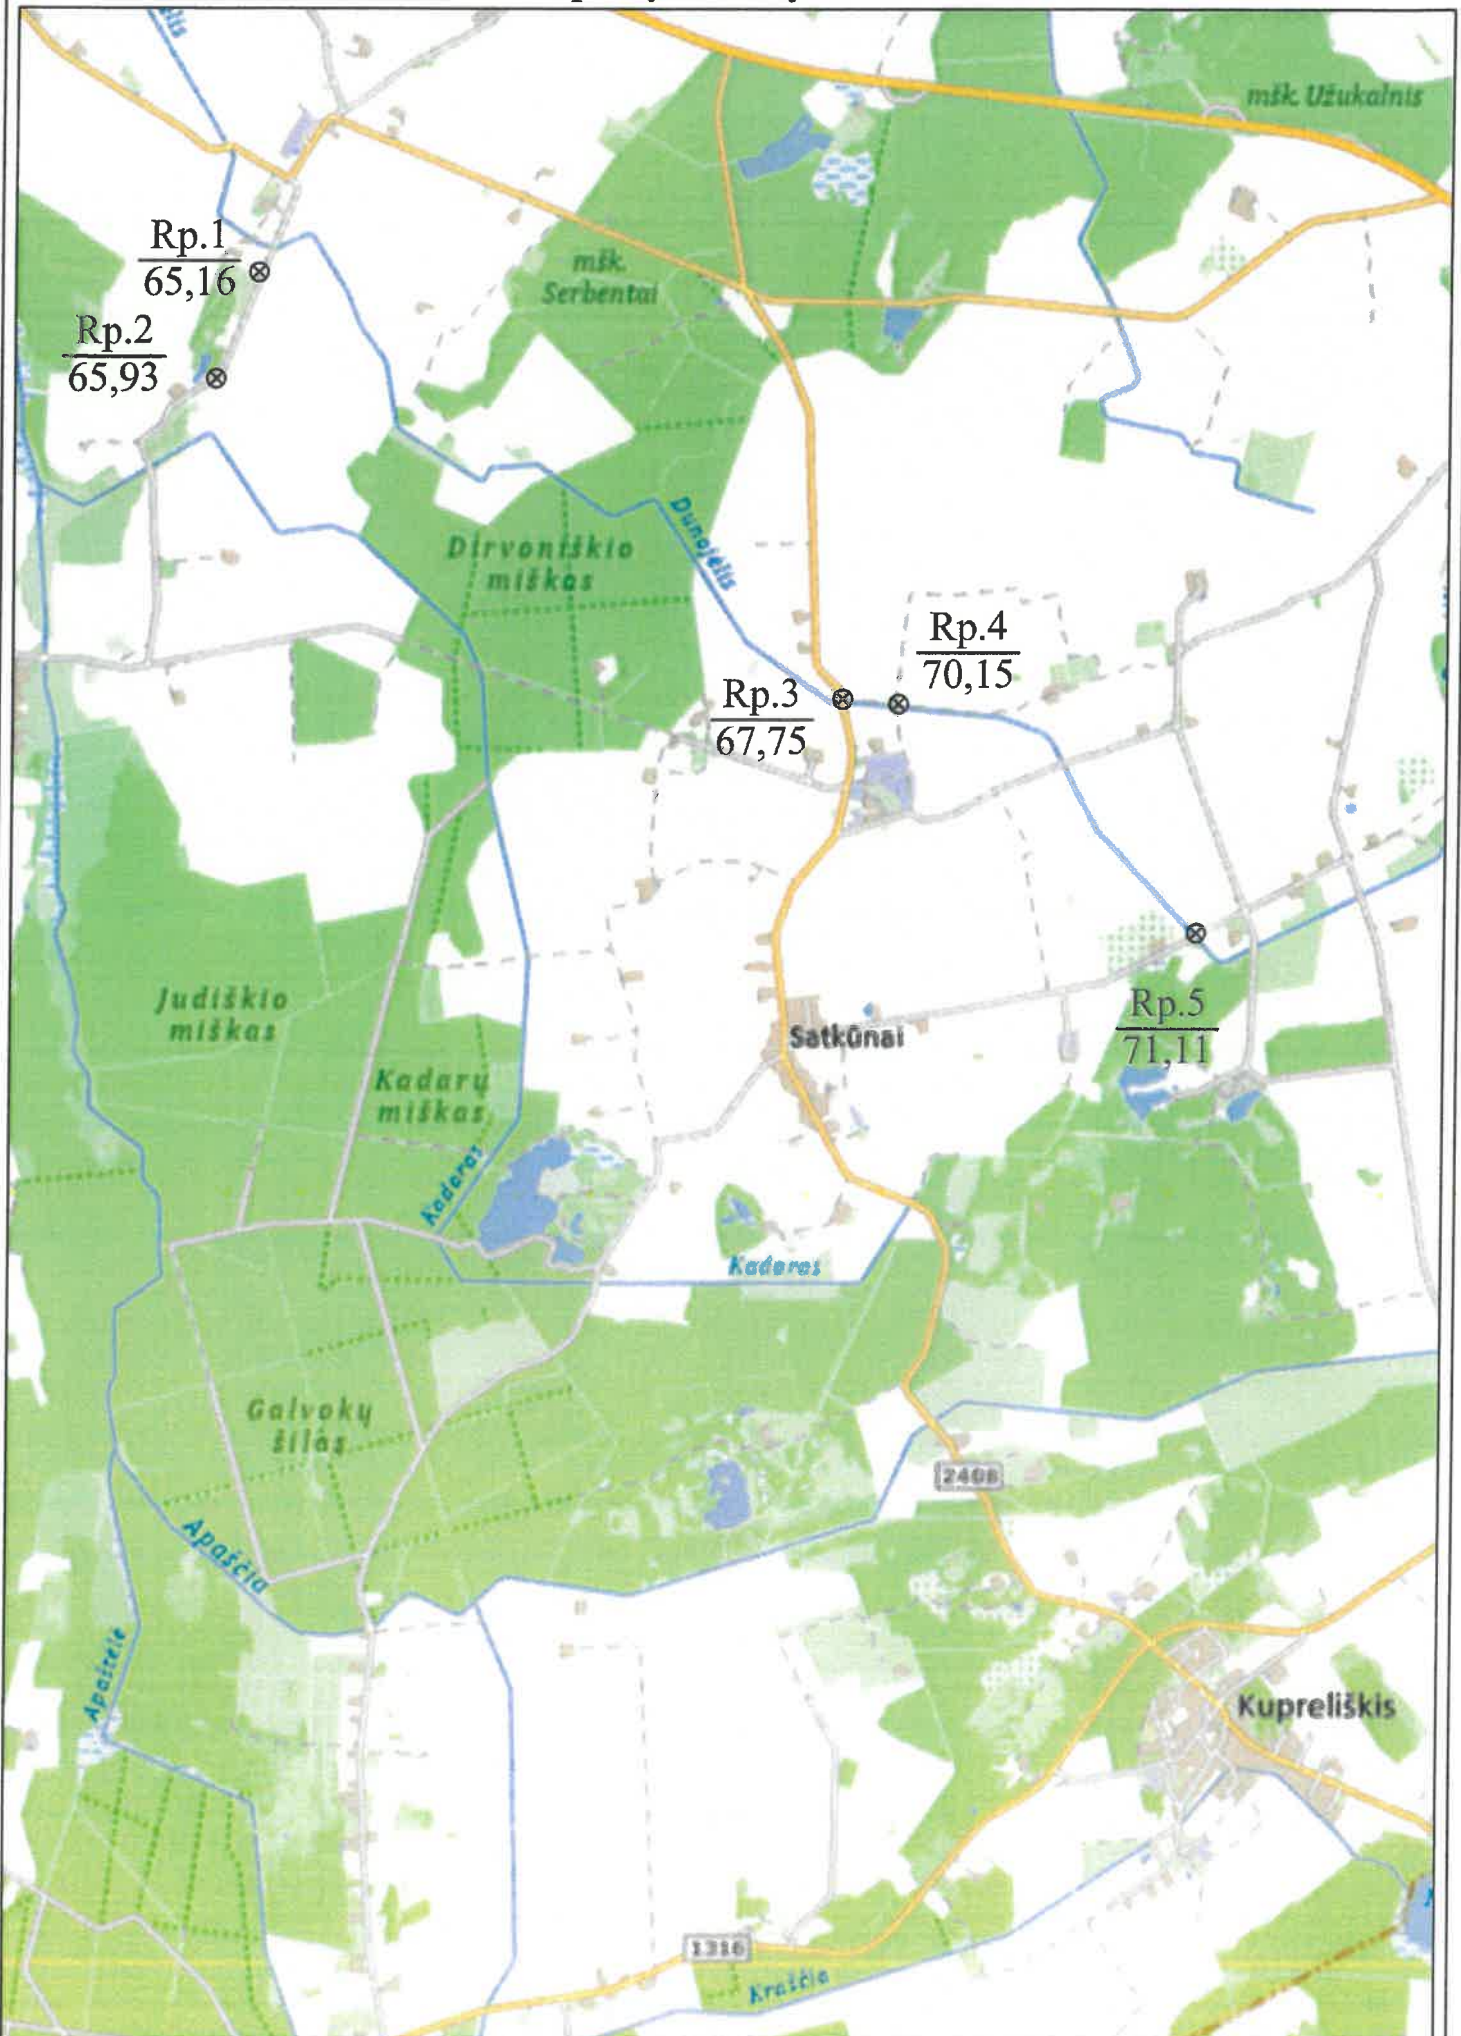 mšk. Užukalnis
Rp.1
65,16
mšk.
Serbentai
Rp.2
65,93
Dunojėlis
Dirvoniškio
miškas
Rp.4
70,15
Rp.3
67,75
Judiškio
miškas
Rp.5
71,11
Satkūnai
Kadarų
miškas
Kadaras
Kadaras
Galvokų
šilas
2408
Apaščia
Apaštėlė
Kupreliškis
1316
Kraščia